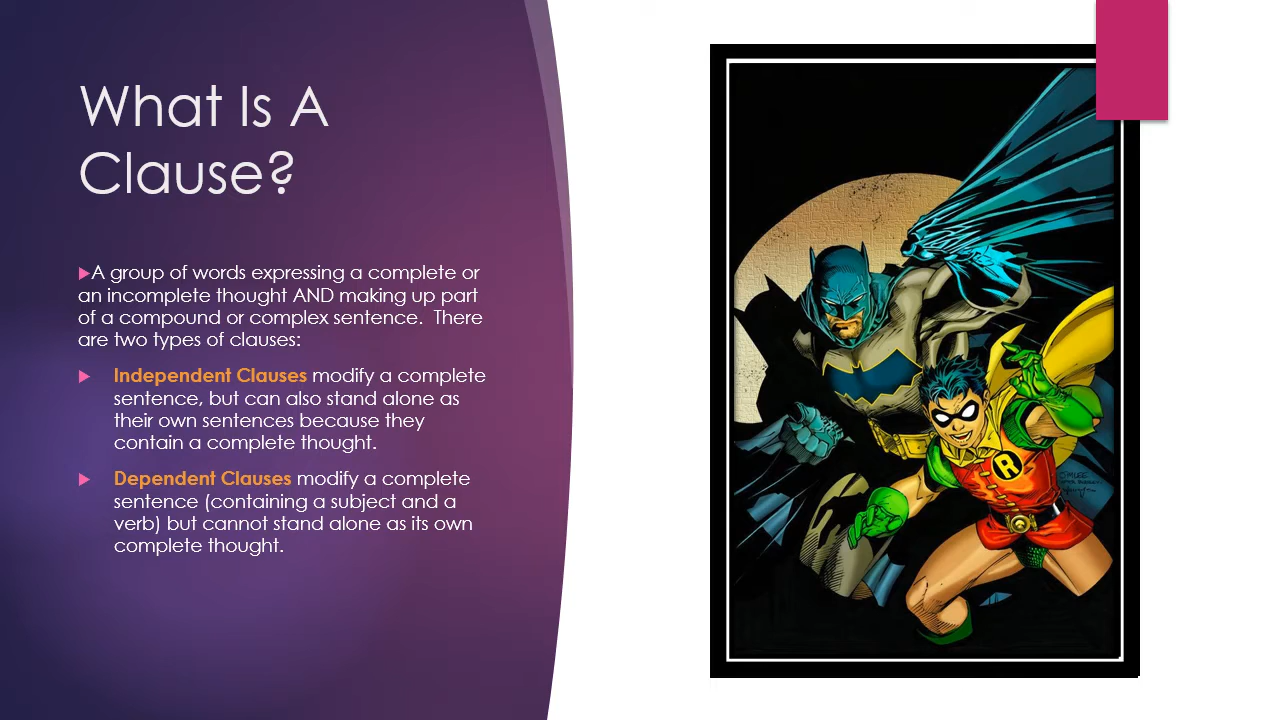 What Is A
Clause?
A group of words expressing a complete or
an incomplete thought AND making up part
of a compound or complex sentence.  There
are two types of clauses:
Independent Clauses modify a complete
sentence, but can also stand alone as
their own sentences because they
contain a complete thought.
Dependent Clauses modify a complete
sentence (containing a subject and a
verb) but cannot stand alone as its own
complete thought.
R